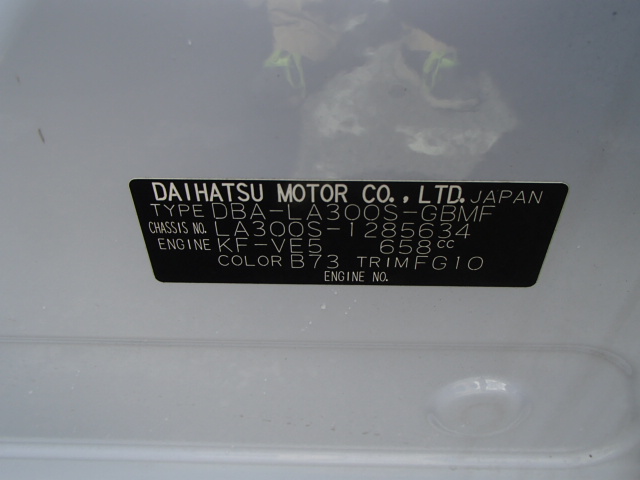 DAIHATSU MOTOR CO., LTD. JAPAN
TYPE DBA-LA300S-GBMF
CHASSIS NO. LA300S-1285634
ENGINE KF-VE5 658cc
COLOR B73 TRIM FG10
ENGINE NO.